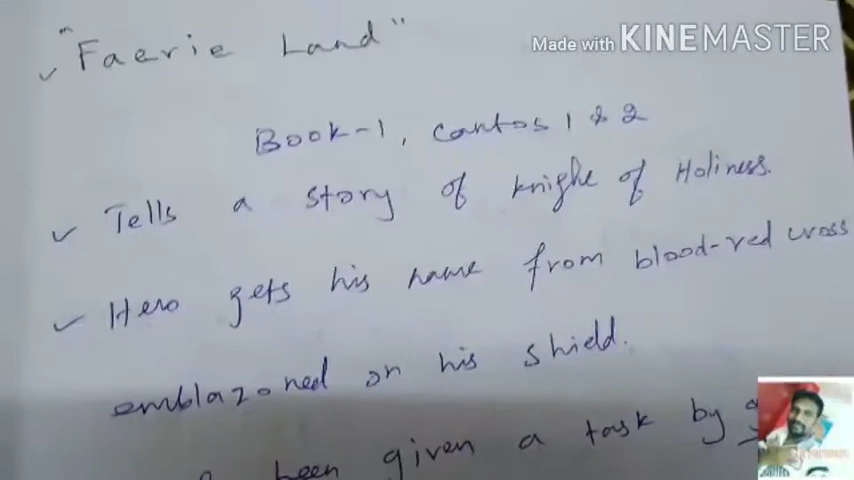 "Faerie Land"
Made with KINEMASTER
Book-1, Cantos 1 & 2
✓ Tells a story of knight of Holiness.
✓ Hero gets his name from blood-red cross
emblazoned on his shield.
been given a task by